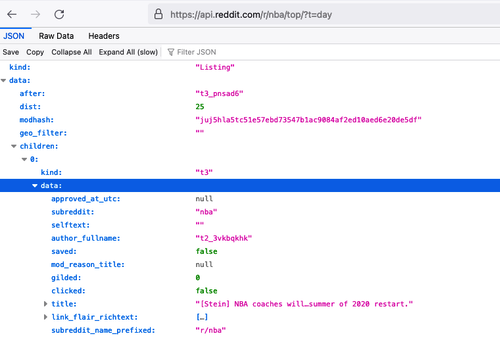 https://api.reddit.com/r/nba/top/?t=day
JSON Raw Data Headers
Save Copy Collapse All Expand All (slow) Filter JSON
kind: "Listing"
data:
after: "t3_pnsad6"
dist: 25
modhash: "juj5hla5tc51e57ebd73547b1ac9084af2ed10aed6e20de5df"
geo_filter: ""
children:
0:
kind: "t3"
data:
approved_at_utc: null
subreddit: "nba"
selftext: ""
author_fullname: "t2_3vkbqkhk"
saved: false
mod_reason_title: null
gilded: 0
clicked: false
title: "[Stein] NBA coaches will…summer of 2020 restart."
link_flair_richtext: […]
subreddit_name_prefixed: "r/nba"